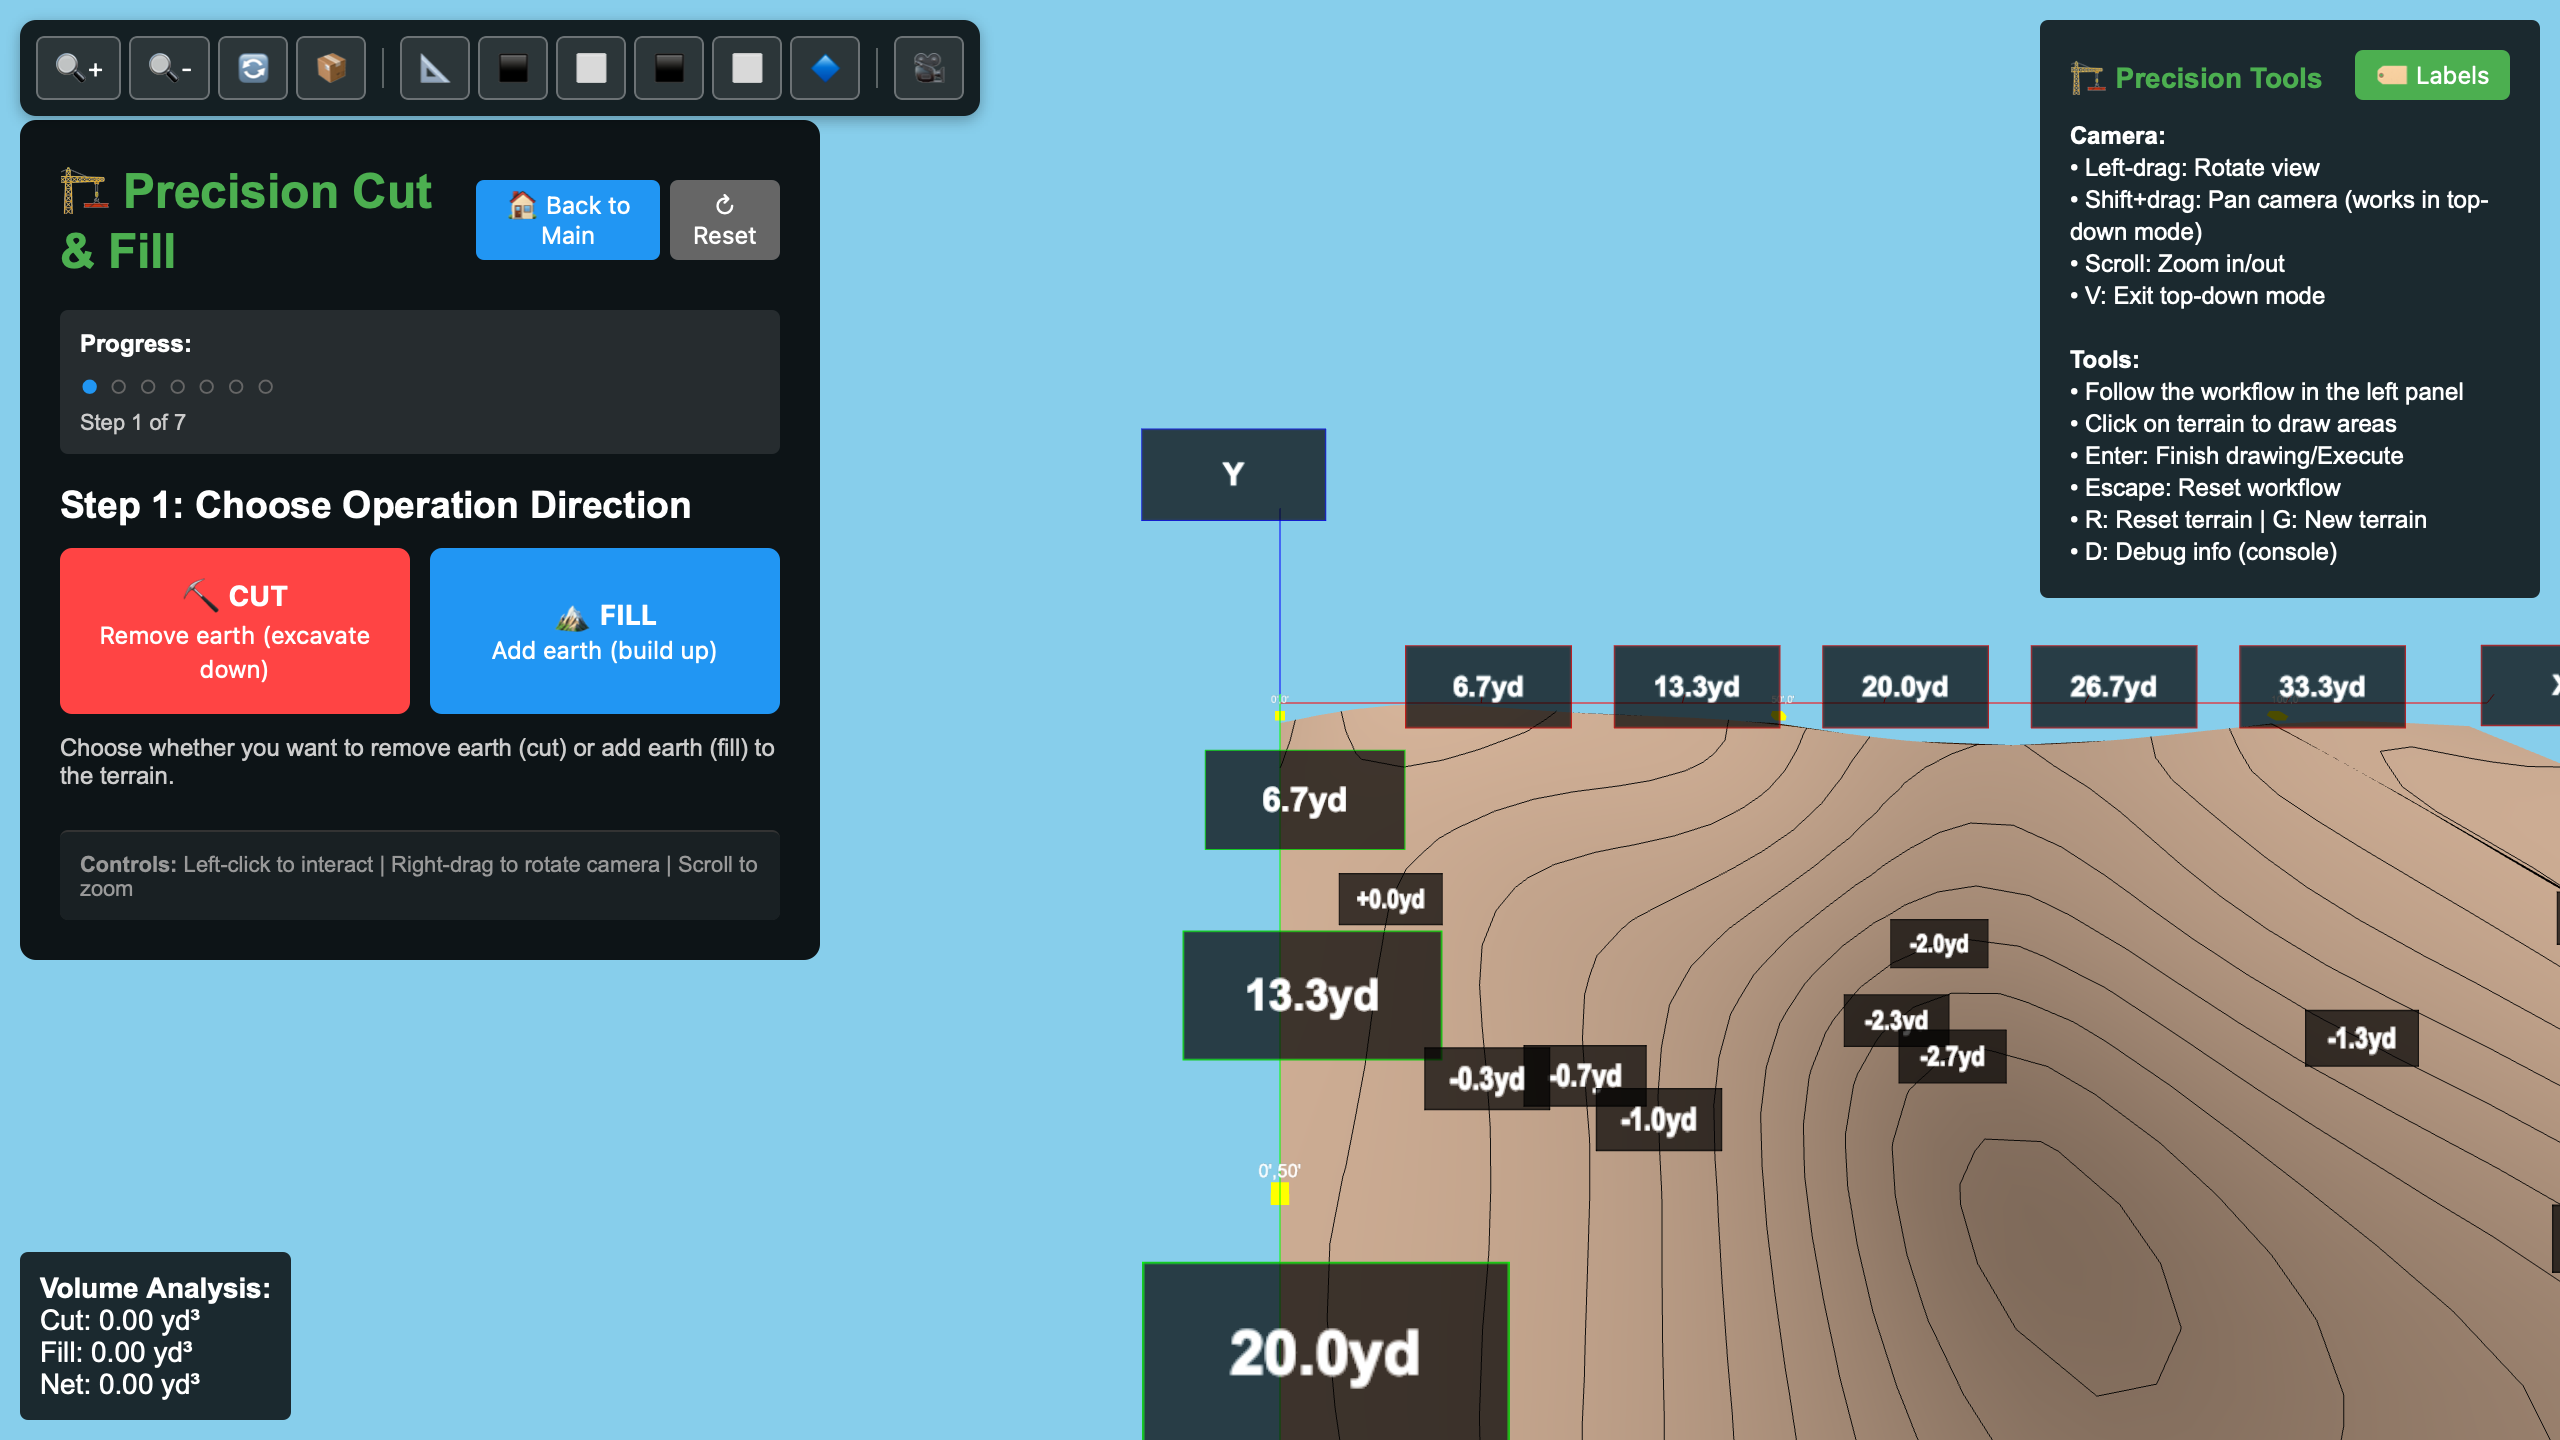 +
-
Precision Cut
& Fill
Back to
Main
↻
Reset
Progress:
Step 1 of 7
Step 1: Choose Operation Direction
CUT
Remove earth (excavate
down)
FILL
Add earth (build up)
Choose whether you want to remove earth (cut) or add earth (fill) to
the terrain.
Controls: Left-click to interact | Right-drag to rotate camera | Scroll to
zoom
Volume Analysis:
Cut: 0.00 yd³
Fill: 0.00 yd³
Net: 0.00 yd³
Precision Tools
Labels
Camera:
• Left-drag: Rotate view
• Shift+drag: Pan camera (works in top-
down mode)
• Scroll: Zoom in/out
• V: Exit top-down mode
Tools:
• Follow the workflow in the left panel
• Click on terrain to draw areas
• Enter: Finish drawing/Execute
• Escape: Reset workflow
• R: Reset terrain | G: New terrain
• D: Debug info (console)
Y
6.7yd
13.3yd
20.0yd
26.7yd
33.3yd
0',0'
6.7yd
+0.0yd
13.3yd
-2.0yd
-2.3yd
-2.7yd
-1.3yd
-0.3yd
-0.7yd
-1.0yd
0',50'
20.0yd